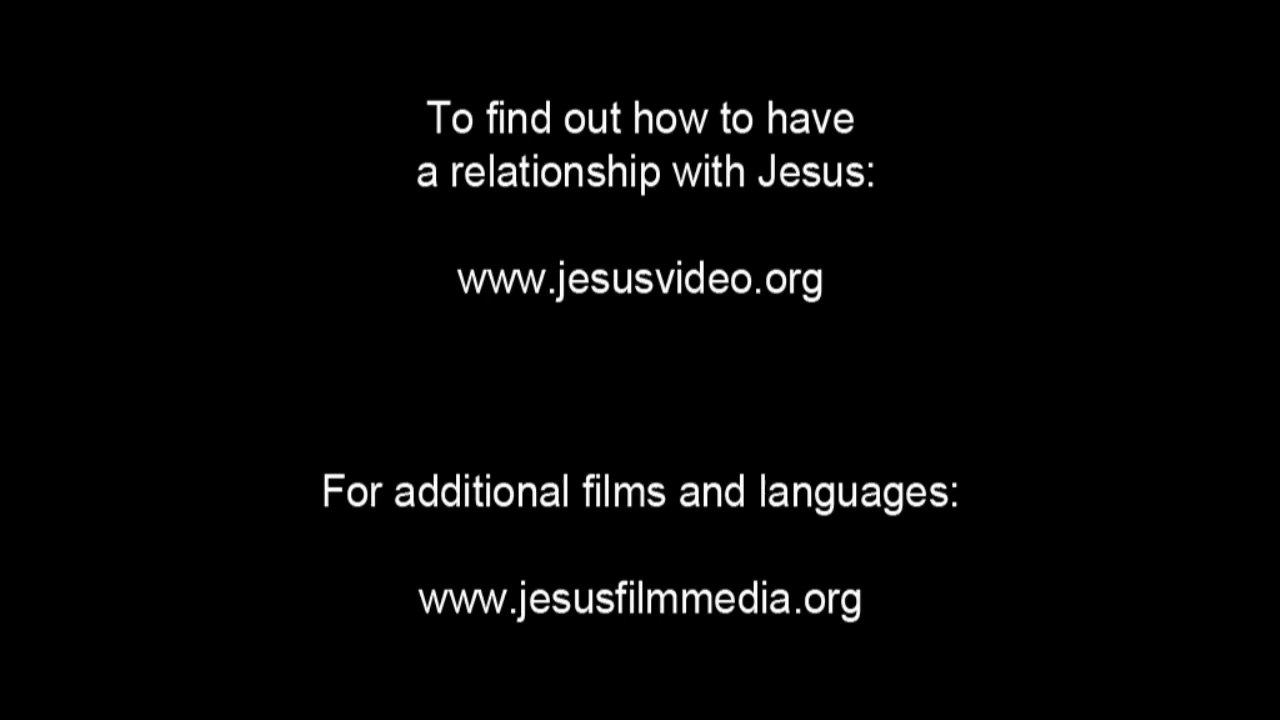 To find out how to have
a relationship with Jesus:
www.jesusvideo.org
For additional films and languages:
www.jesusfilmmedia.org